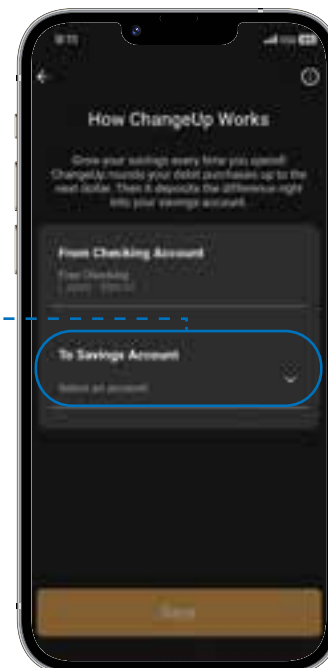 How ChangeUp Works
Grow your savings every time you spend!
ChangeUp rounds your debit purchases up to the
next dollar. Then it deposits the difference right
into your savings account.
From Checking Account
Free Checking
To Savings Account
Select an account
Save